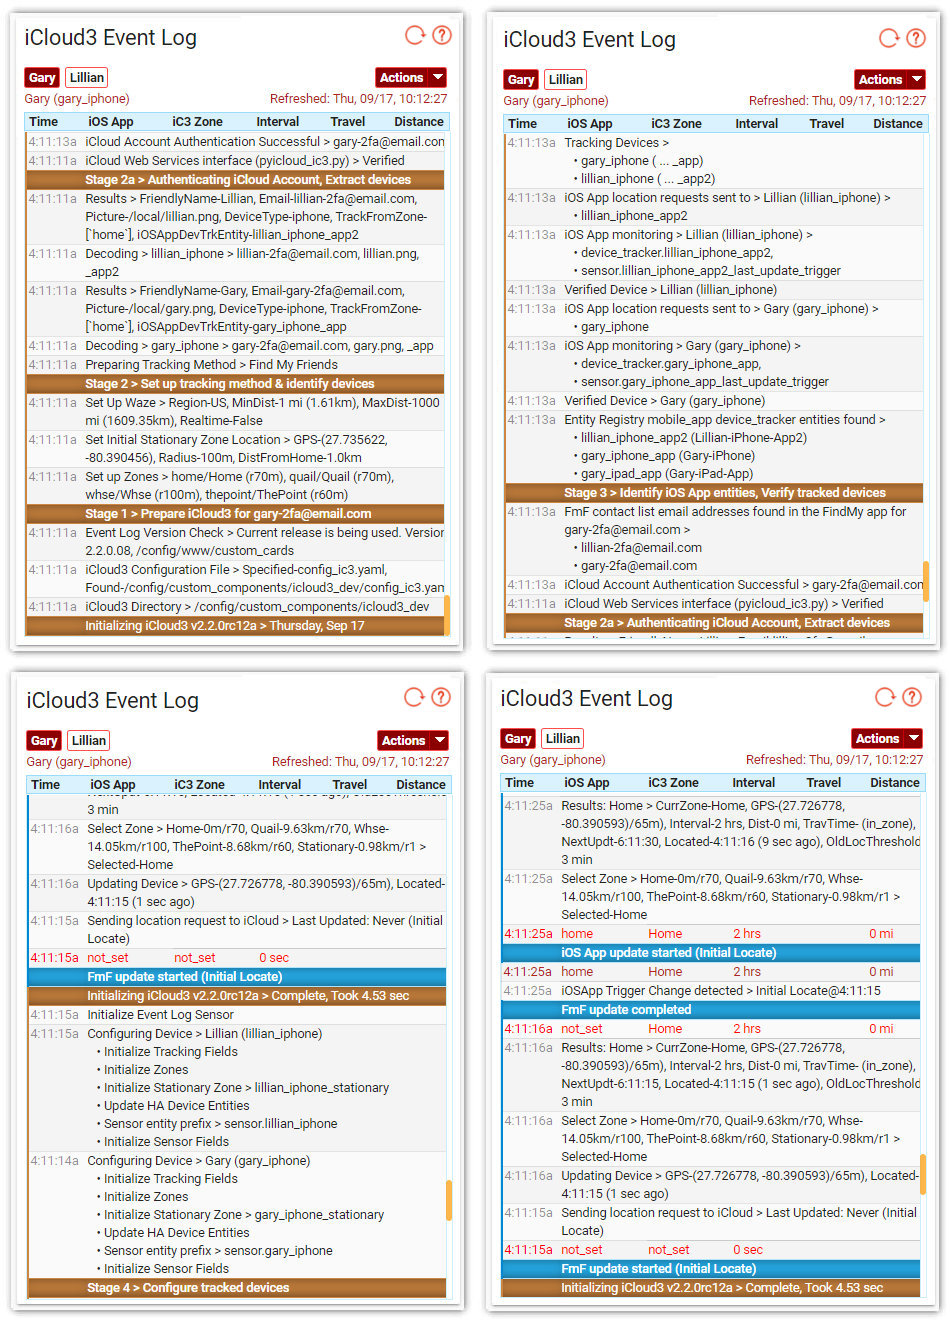 iCloud3 Event Log
Gary Lillian Actions
Gary (gary_iphone) Refreshed: Thu, 09/17, 10:12:27
Time iOS App iC3 Zone Interval Travel Distance
4:11:13a iCloud Account Authentication Successful > gary-2fa@email.con
4:11:11a iCloud Web Services interface (pyicloud_ic3.py) > Verified
Stage 2a > Authenticating iCloud Account, Extract devices
4:11:11a Results > FriendlyName-Lillian, Email-lillian-2fa@email.com,
Picture-/local/lillian.png, DeviceType-iphone, TrackFromZone-
[`home`], iOSAppDevTrkEntity-lillian_iphone_app2
4:11:11a Decoding > lillian_iphone > lillian-2fa@email.com, lillian.png,
_app2
4:11:11a Results > FriendlyName-Gary, Email-gary-2fa@email.com,
Picture-/local/gary.png, DeviceType-iphone, TrackFromZone-
[`home`], iOSAppDevTrkEntity-gary_iphone_app
4:11:11a Decoding > gary_iphone > gary-2fa@email.com, gary.png, _app
4:11:11a Preparing Tracking Method > Find My Friends
Stage 2 > Set up tracking method & identify devices
4:11:11a Set Up Waze > Region-US, MinDist-1 mi (1.61km), MaxDist-1000
mi (1609.35km), Realtime-False
4:11:11a Set Initial Stationary Zone Location > GPS-(27.735622,
-80.390456), Radius-100m, DistFromHome-1.0km
4:11:11a Set up Zones > home/Home (r70m), quail/Quail (r70m),
whse/Whse (r100m), thepoint/ThePoint (r60m)
Stage 1 > Prepare iCloud3 for gary-2fa@email.com
4:11:11a Event Log Version Check > Current release is being used. Version
2.2.0.08, /config/www/custom_cards
4:11:11a iCloud3 Configuration File > Specified-config_ic3.yaml,
Found-/config/custom_components/icloud3_dev/config_ic3.yam
4:11:11a iCloud3 Directory > /config/custom_components/icloud3_dev
Initializing iCloud3 v2.2.0rc12a > Thursday, Sep 17
iCloud3 Event Log
Gary Lillian Actions
Gary (gary_iphone) Refreshed: Thu, 09/17, 10:12:27
Time iOS App iC3 Zone Interval Travel Distance
4:11:13a Tracking Devices >
• gary_iphone ( ... _app)
• lillian_iphone ( ... _app2)
4:11:13a iOS App location requests sent to > Lillian (lillian_iphone) >
• lillian_iphone_app2
4:11:13a iOS App monitoring > Lillian (lillian_iphone) >
• device_tracker.lillian_iphone_app2,
• sensor.lillian_iphone_app2_last_update_trigger
4:11:13a Verified Device > Lillian (lillian_iphone)
4:11:13a iOS App location requests sent to > Gary (gary_iphone) >
• gary_iphone
4:11:13a iOS App monitoring > Gary (gary_iphone) >
• device_tracker.gary_iphone_app,
• sensor.gary_iphone_app_last_update_trigger
4:11:13a Verified Device > Gary (gary_iphone)
4:11:13a Entity Registry mobile_app device_tracker entities found >
• lillian_iphone_app2 (Lillian-iPhone-App2)
• gary_iphone_app (Gary-iPhone)
• gary_ipad_app (Gary-iPad-App)
Stage 3 > Identify iOS App entities, Verify tracked devices
4:11:13a FmF contact list email addresses found in the FindMy app for
gary-2fa@email.com >
• lillian-2fa@email.com
• gary-2fa@email.com
4:11:13a iCloud Account Authentication Successful > gary-2fa@email.con
4:11:11a iCloud Web Services interface (pyicloud_ic3.py) > Verified
Stage 2a > Authenticating iCloud Account, Extract devices
iCloud3 Event Log
Gary Lillian Actions
Gary (gary_iphone) Refreshed: Thu, 09/17, 10:12:27
Time iOS App iC3 Zone Interval Travel Distance
3 min
4:11:16a Select Zone > Home-0m/r70, Quail-9.63km/r70, Whse-
14.05km/r100, ThePoint-8.68km/r60, Stationary-0.98km/r1 >
Selected-Home
4:11:16a Updating Device > GPS-(27.726778, -80.390593)/65m), Located-
4:11:15 (1 sec ago)
4:11:15a Sending location request to iCloud > Last Updated: Never (Initial
Locate)
4:11:15a not_set not_set 0 sec
FmF update started (Initial Locate)
Initializing iCloud3 v2.2.0rc12a > Complete, Took 4.53 sec
4:11:15a Initialize Event Log Sensor
4:11:15a Configuring Device > Lillian (lillian_iphone)
• Initialize Tracking Fields
• Initialize Zones
• Initialize Stationary Zone > lillian_iphone_stationary
• Update HA Device Entities
• Sensor entity prefix > sensor.lillian_iphone
• Initialize Sensor Fields
4:11:14a Configuring Device > Gary (gary_iphone)
• Initialize Tracking Fields
• Initialize Zones
• Initialize Stationary Zone > gary_iphone_stationary
• Update HA Device Entities
• Sensor entity prefix > sensor.gary_iphone
• Initialize Sensor Fields
Stage 4 > Configure tracked devices
iCloud3 Event Log
Gary Lillian Actions
Gary (gary_iphone) Refreshed: Thu, 09/17, 10:12:27
Time iOS App iC3 Zone Interval Travel Distance
4:11:25a Results: Home > CurrZone-Home, GPS-(27.726778,
-80.390593)/65m), Interval-2 hrs, Dist-0 mi, TravTime- (in_zone),
NextUpdt-6:11:30, Located-4:11:16 (9 sec ago), OldLocThreshold
3 min
4:11:25a Select Zone > Home-0m/r70, Quail-9.63km/r70, Whse-
14.05km/r100, ThePoint-8.68km/r60, Stationary-0.98km/r1 >
Selected-Home
4:11:25a home Home 2 hrs 0 mi
iOS App update started (Initial Locate)
4:11:25a home Home 2 hrs 0 mi
4:11:25a iOSApp Trigger Change detected > Initial Locate@4:11:15
FmF update completed
4:11:16a not_set Home 2 hrs 0 mi
4:11:16a Results: Home > CurrZone-Home, GPS-(27.726778,
-80.390593)/65m), Interval-2 hrs, Dist-0 mi, TravTime- (in_zone),
NextUpdt-6:11:15, Located-4:11:15 (1 sec ago), OldLocThreshold
3 min
4:11:16a Select Zone > Home-0m/r70, Quail-9.63km/r70, Whse-
14.05km/r100, ThePoint-8.68km/r60, Stationary-0.98km/r1 >
Selected-Home
4:11:16a Updating Device > GPS-(27.726778, -80.390593)/65m), Located-
4:11:15 (1 sec ago)
4:11:15a Sending location request to iCloud > Last Updated: Never (Initial
Locate)
4:11:15a not_set not_set 0 sec
FmF update started (Initial Locate)
Initializing iCloud3 v2.2.0rc12a > Complete, Took 4.53 sec